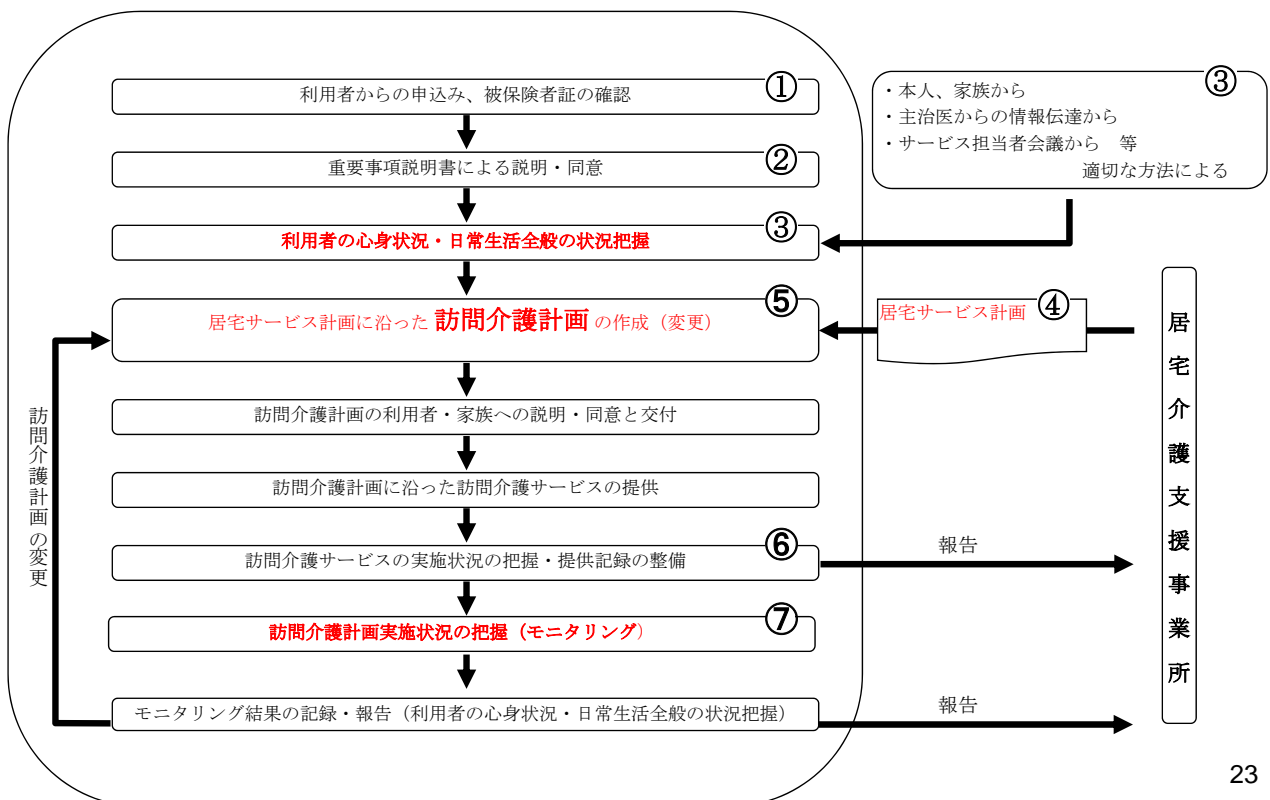 利用者からの申込み、被保険者証の確認
①
重要事項説明書による説明・同意
②
利用者の心身状況・日常生活全般の状況把握
③
・本人、家族から
③
・主治医からの情報伝達から
・サービス担当者会議から　等
適切な方法による
居宅サービス計画に沿った 訪問介護計画 の作成（変更）
⑤
居宅サービス計画
④
居宅介護支援事業所
訪問介護計画の利用者・家族への説明・同意と交付
訪問介護計画に沿った訪問介護サービスの提供
訪問介護サービスの実施状況の把握・提供記録の整備
⑥
報告
訪問介護計画実施状況の把握（モニタリング）
⑦
モニタリング結果の記録・報告（利用者の心身状況・日常生活全般の状況把握）
報告
訪問介護計画の変更
23